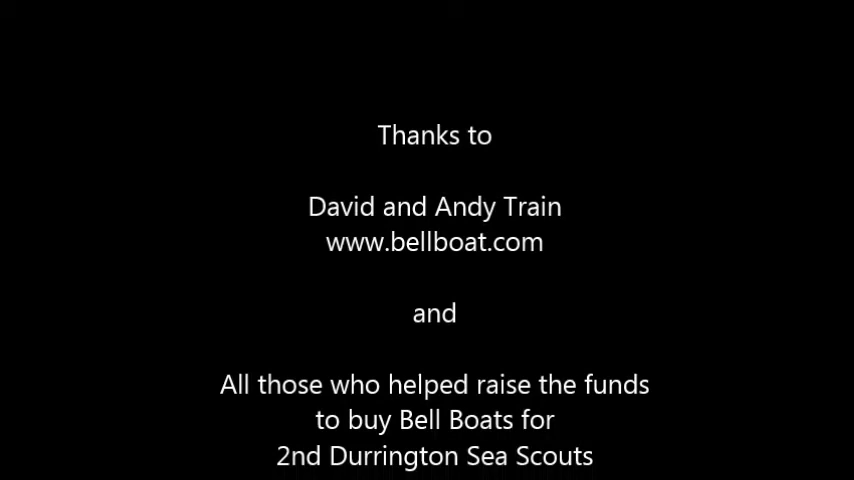 Thanks to
David and Andy Train
www.bellboat.com
and
All those who helped raise the funds
to buy Bell Boats for
2nd Durrington Sea Scouts